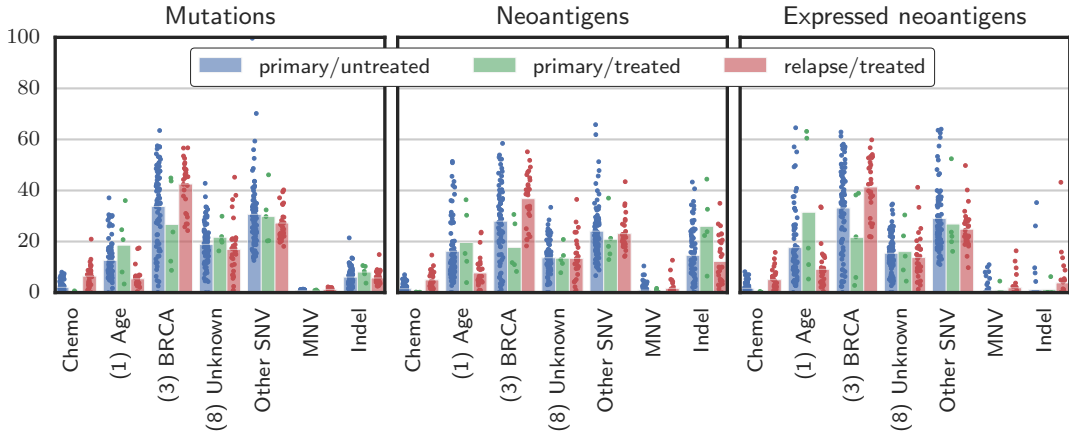 Mutations
Neoantigens
Expressed neoantigens
primary/untreated
primary/treated
relapse/treated
100
80
60
40
20
0
Chemo
(1) Age
(3) BRCA
(8) Unknown
Other SNV
MNV
Indel
Chemo
(1) Age
(3) BRCA
(8) Unknown
Other SNV
MNV
Indel
Chemo
(1) Age
(3) BRCA
(8) Unknown
Other SNV
MNV
Indel